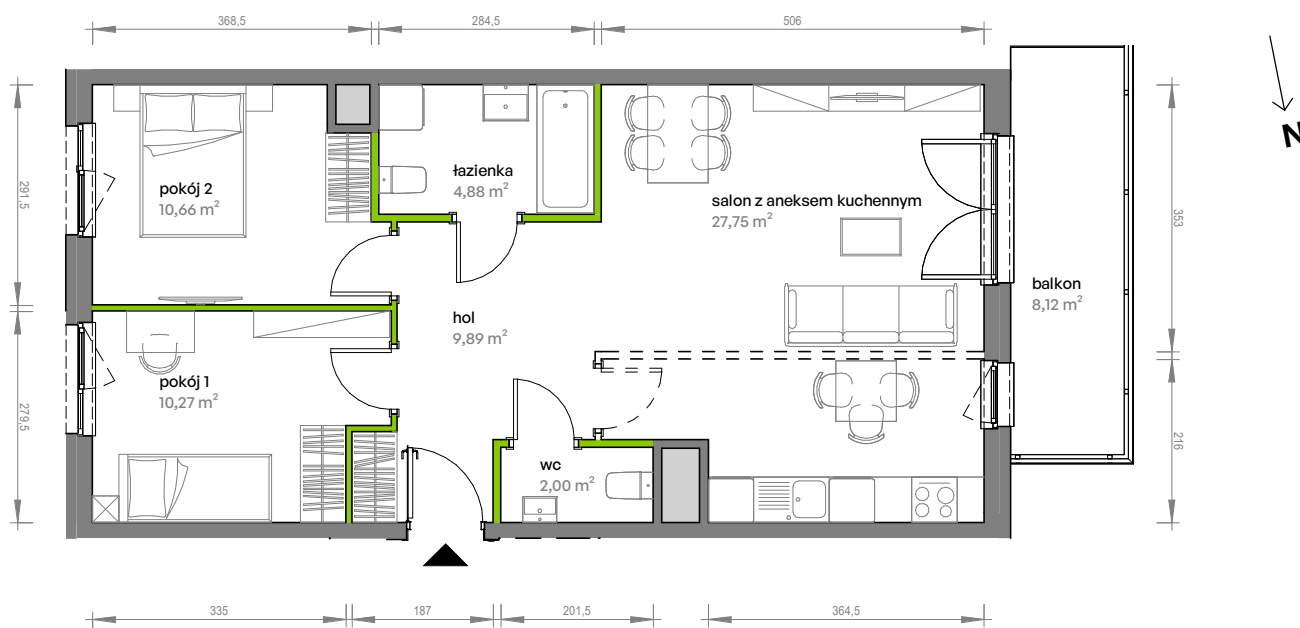 368,5
284,5
506
N
291,5
279,5
353
216
pokój 2
10,66 m²
łazienka
4,88 m²
salon z aneksem kuchennym
27,75 m²
balkon
8,12 m²
hol
9,89 m²
pokój 1
10,27 m²
wc
2,00 m²
335
187
201,5
364,5